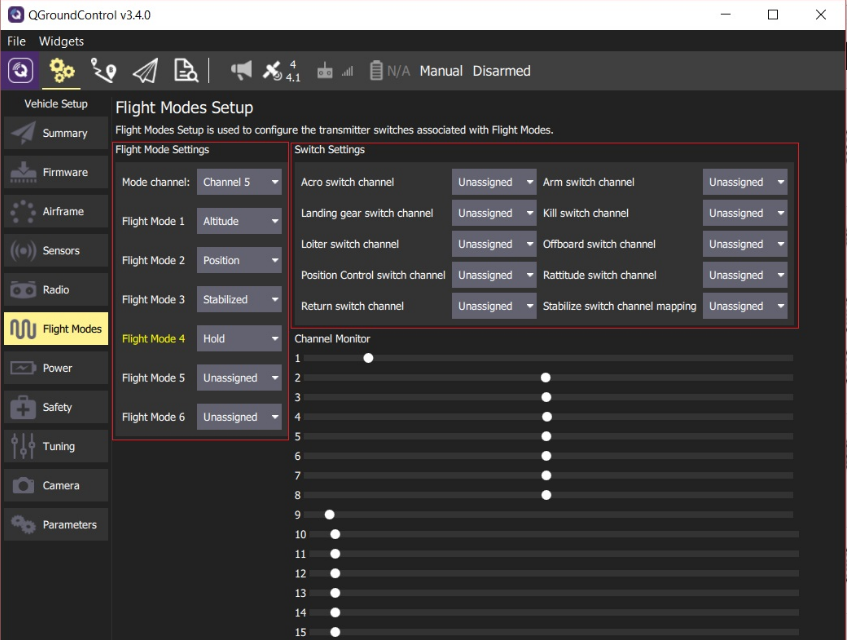 QGroundControl v3.4.0
File Widgets
4
4.1
N/A Manual Disarmed
Vehicle Setup
Summary
Firmware
Airframe
Sensors
Radio
Flight Modes
Power
Safety
Tuning
Camera
Parameters
Flight Modes Setup
Flight Modes Setup is used to configure the transmitter switches associated with Flight Modes.
Flight Mode Settings
Mode channel: Channel 5
Flight Mode 1 Altitude
Flight Mode 2 Position
Flight Mode 3 Stabilized
Flight Mode 4 Hold
Flight Mode 5 Unassigned
Flight Mode 6 Unassigned
Switch Settings
Acro switch channel Unassigned Arm switch channel Unassigned
Landing gear switch channel Unassigned Kill switch channel Unassigned
Loiter switch channel Unassigned Offboard switch channel Unassigned
Position Control switch channel Unassigned Rattitude switch channel Unassigned
Return switch channel Unassigned Stabilize switch channel mapping Unassigned
Channel Monitor
1
2
3
4
5
6
7
8
9
10
11
12
13
14
15